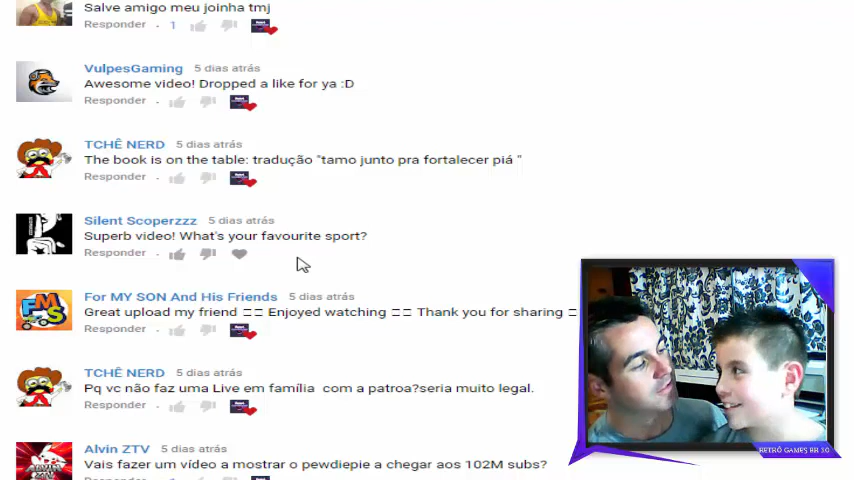 Salve amigo meu joinha tmj
Responder · 1
VulpesGaming 5 dias atrás
Awesome video! Dropped a like for ya :D
Responder ·
TCHÊ NERD 5 dias atrás
The book is on the table: tradução "tamo junto pra fortalecer piá "
Responder ·
Silent Scoperzzz 5 dias atrás
Superb video! What's your favourite sport?
Responder ·
For MY SON And His Friends 5 dias atrás
Great upload my friend □□ Enjoyed watching □□ Thank you for sharing □
Responder ·
TCHÊ NERD 5 dias atrás
Pq vc não faz uma Live em família com a patroa?seria muito legal.
Responder ·
Alvin ZTV 5 dias atrás
Vais fazer um vídeo a mostrar o pewdiepie a chegar aos 102M subs?
FMS
RETRÔ GAMES BR 3.0